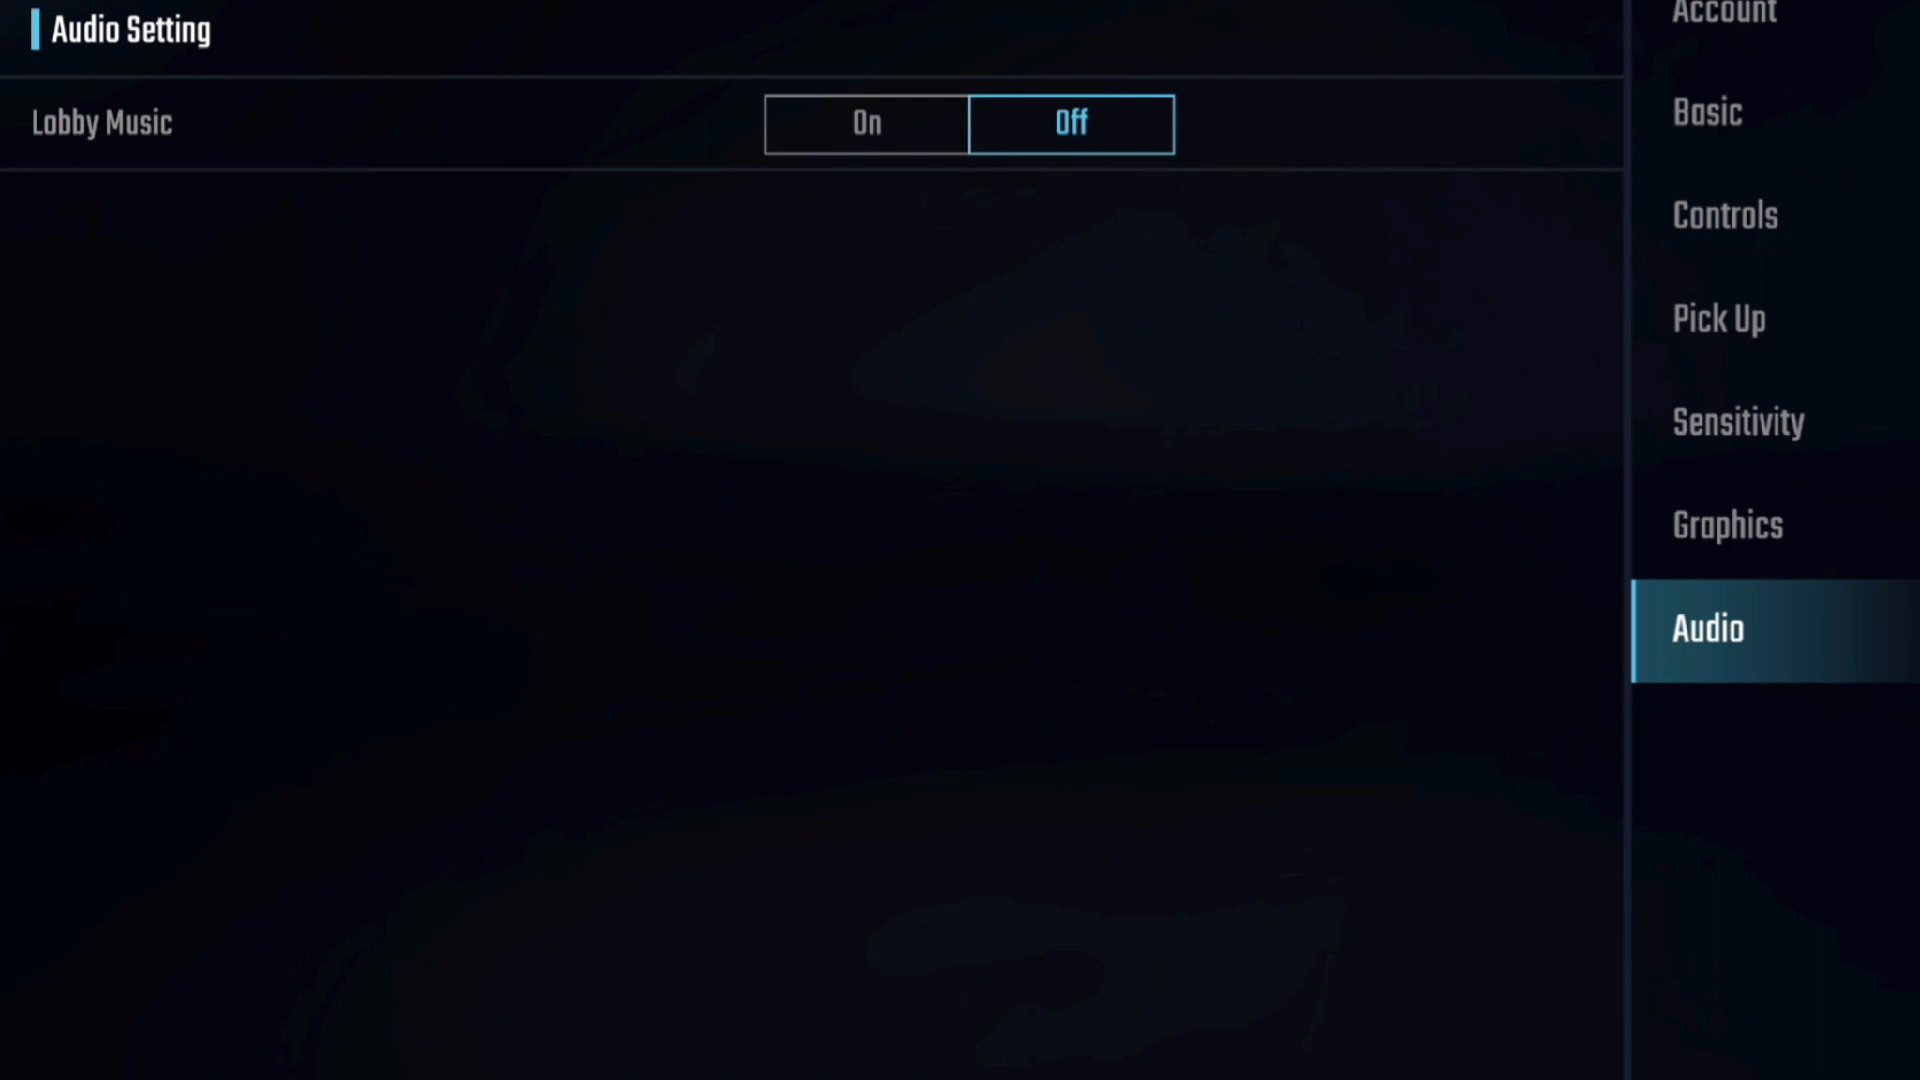 Audio Setting
Lobby Music
On
Off
Account
Basic
Controls
Pick Up
Sensitivity
Graphics
Audio